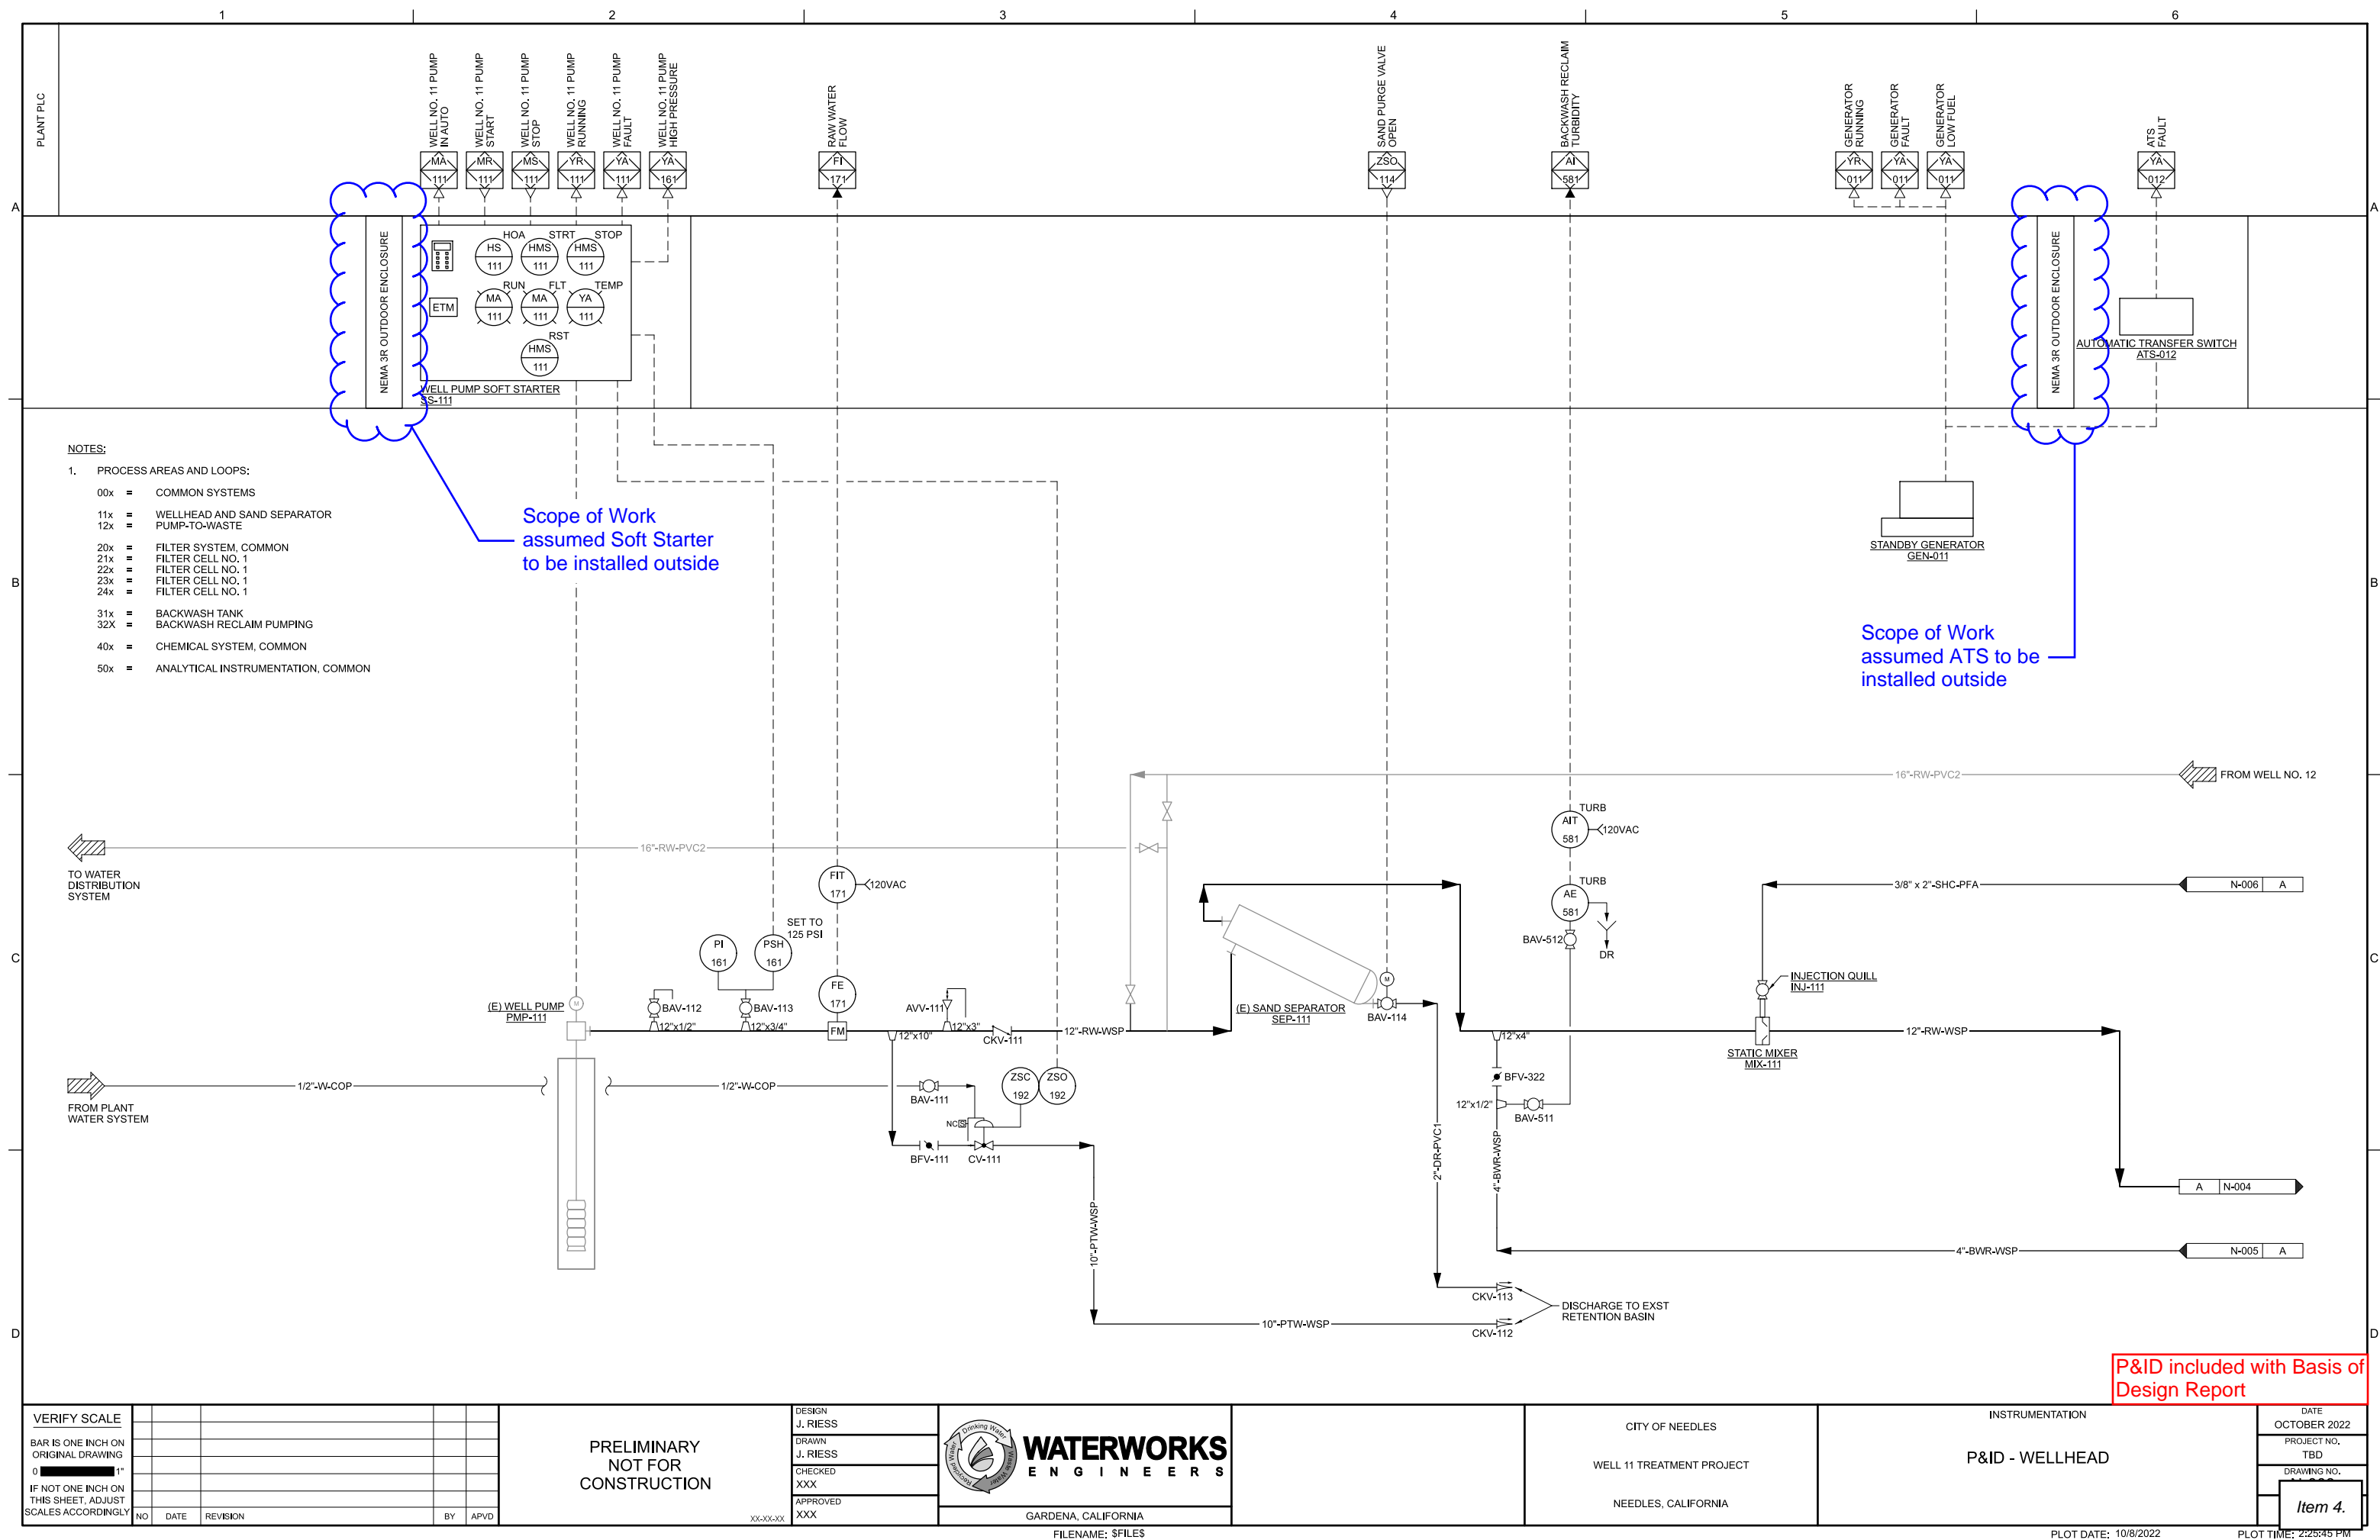 1 2 3 4 5 6
PLANT PLC
WELL NO. 11 PUMP
IN AUTO
WELL NO. 11 PUMP
START
WELL NO. 11 PUMP
STOP
WELL NO. 11 PUMP
RUNNING
WELL NO. 11 PUMP
FAULT
WELL NO. 11 PUMP
HIGH PRESSURE
RAW WATER
FLOW
SAND PURGE VALVE
OPEN
BACKWASH RECLAIM
TURBIDITY
GENERATOR
RUNNING
GENERATOR
FAULT
GENERATOR
LOW FUEL
ATS
FAULT
MA
111
MR
111
MS
111
YR
111
YA
111
YA
161
FI
171
ZSO
114
AI
581
YR
011
YA
011
YA
011
YA
012
A
A
NEMA 3R OUTDOOR ENCLOSURE
HOA STRT STOP
HS
111
HMS
111
HMS
111
RUN FLT TEMP
ETM
MA
111
MA
111
YA
111
RST
HMS
111
WELL PUMP SOFT STARTER
SS-111
NEMA 3R OUTDOOR ENCLOSURE
AUTOMATIC TRANSFER SWITCH
ATS-012
NOTES:
1. PROCESS AREAS AND LOOPS:
00x = COMMON SYSTEMS
11x = WELLHEAD AND SAND SEPARATOR
12x = PUMP-TO-WASTE
20x = FILTER SYSTEM, COMMON
21x = FILTER CELL NO. 1
22x = FILTER CELL NO. 1
23x = FILTER CELL NO. 1
24x = FILTER CELL NO. 1
31x = BACKWASH TANK
32X = BACKWASH RECLAIM PUMPING
40x = CHEMICAL SYSTEM, COMMON
50x = ANALYTICAL INSTRUMENTATION, COMMON
Scope of Work
assumed Soft Starter
to be installed outside
STANDBY GENERATOR
GEN-011
B
B
Scope of Work
assumed ATS to be
installed outside
16"-RW-PVC2
FROM WELL NO. 12
16"-RW-PVC2
TO WATER
DISTRIBUTION
SYSTEM
TURB
AIT
581
120VAC
FIT
171
120VAC
TURB
AE
581
DR
BAV-512
3/8" x 2"-SHC-PFA
N-006 A
SET TO
125 PSI
PI
161
PSH
161
C
C
FE
171
(E) WELL PUMP
PMP-111
M
BAV-112
12"x1/2"
BAV-113
12"x3/4"
FM
AVV-111
12"x10"
12"x3"
CKV-111
12"-RW-WSP
(E) SAND SEPARATOR
SEP-111
M
BAV-114
INJECTION QUILL
INJ-111
STATIC MIXER
MIX-111
12"-RW-WSP
12"x4"
BFV-322
12"x1/2"
BAV-511
FROM PLANT
WATER SYSTEM
1/2"-W-COP
1/2"-W-COP
BAV-111
ZSC
192
ZSO
192
NC S
BFV-111
CV-111
2"-DR-PVC1
4"-BWR-WSP
A N-004
10"-PTW-WSP
4"-BWR-WSP
N-005 A
CKV-113
DISCHARGE TO EXST
RETENTION BASIN
10"-PTW-WSP
CKV-112
D
D
P&ID included with Basis of
Design Report
VERIFY SCALE
BAR IS ONE INCH ON
ORIGINAL DRAWING
0 1"
IF NOT ONE INCH ON
THIS SHEET, ADJUST
SCALES ACCORDINGLY
NO DATE REVISION BY APVD
PRELIMINARY
NOT FOR
CONSTRUCTION
XX-XX-XX
DESIGN
J. RIESS
DRAWN
J. RIESS
CHECKED
XXX
APPROVED
XXX
Drinking Water
Waste Water
Recycled Water
WATERWORKS
ENGINEERS
GARDENA, CALIFORNIA
FILENAME: $FILE$
CITY OF NEEDLES
WELL 11 TREATMENT PROJECT
NEEDLES, CALIFORNIA
INSTRUMENTATION
P&ID - WELLHEAD
DATE
OCTOBER 2022
PROJECT NO.
TBD
DRAWING NO.
Item 4.
PLOT DATE: 10/8/2022
PLOT TIME: 2:25:45 PM